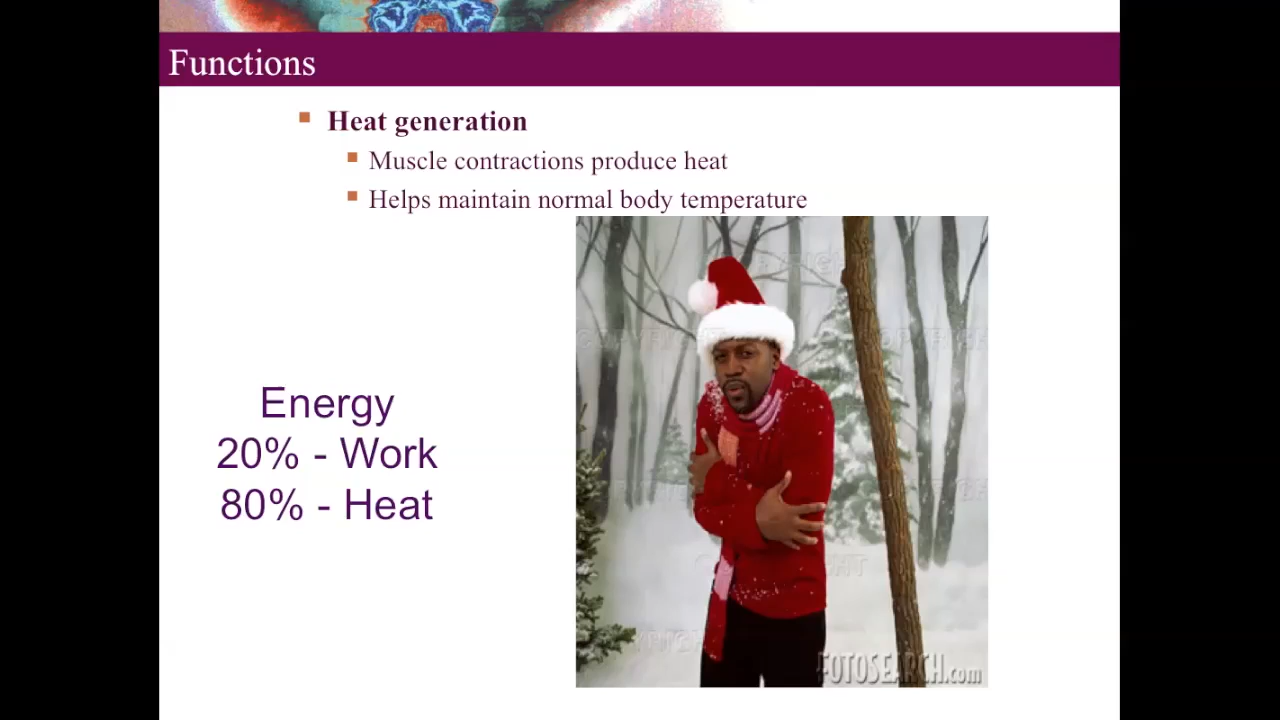 Functions
Heat generation
Muscle contractions produce heat
Helps maintain normal body temperature
Energy
20% - Work
80% - Heat
FOTOSEARCH.com